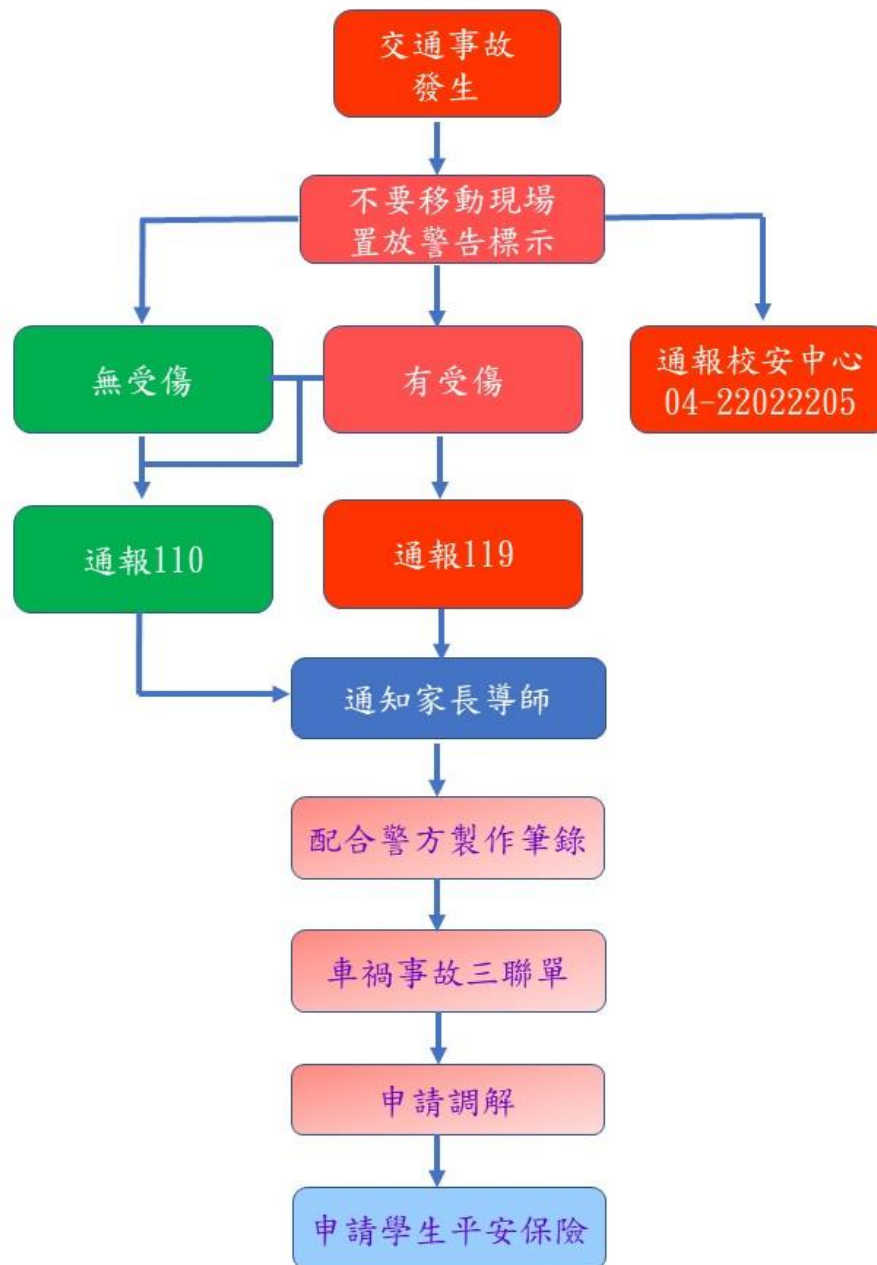 交通事故
發生
不要移動現場
置放警告標示
無受傷
有受傷
通報校安中心
04-22022205
通報110
通報119
通知家長導師
配合警方製作筆錄
車禍事故三聯單
申請調解
申請學生平安保險